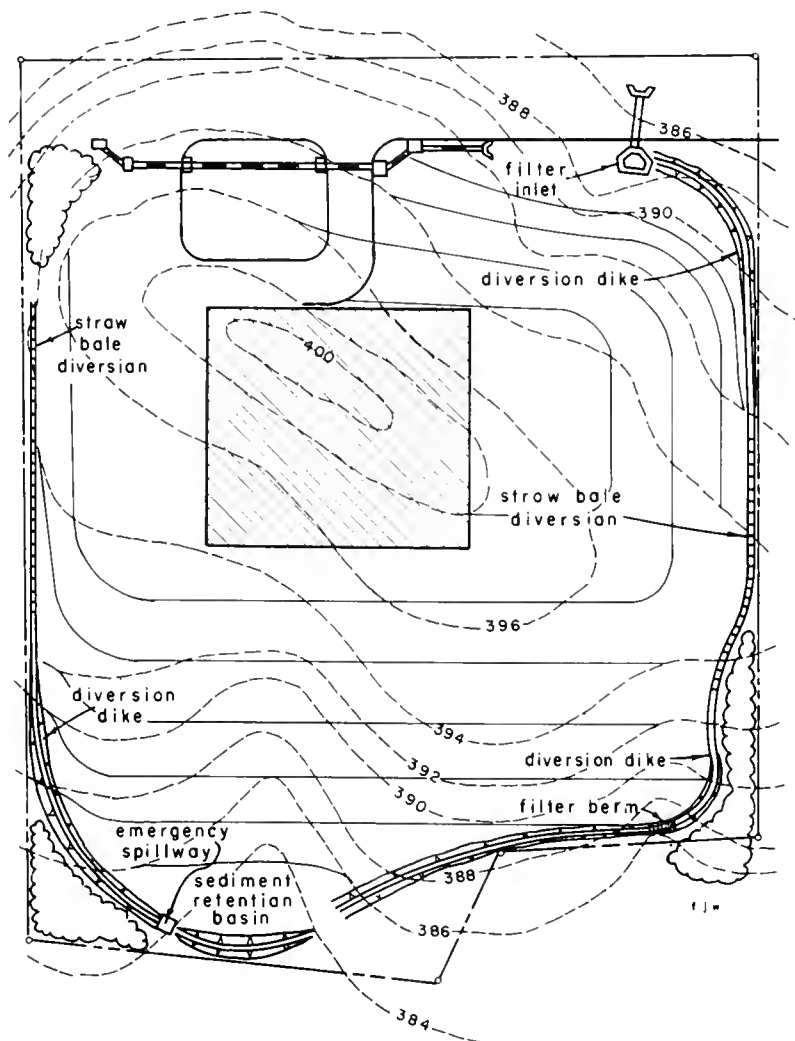 388
386
filter
inlet
390
diversion dike
straw
bale
diversian
400
strow bale
diversian
396
diversion
dike
394
392
diversion dike
390
filter berm
emergency
spillway
388
sediment
retentian
basin
fjw
386
384